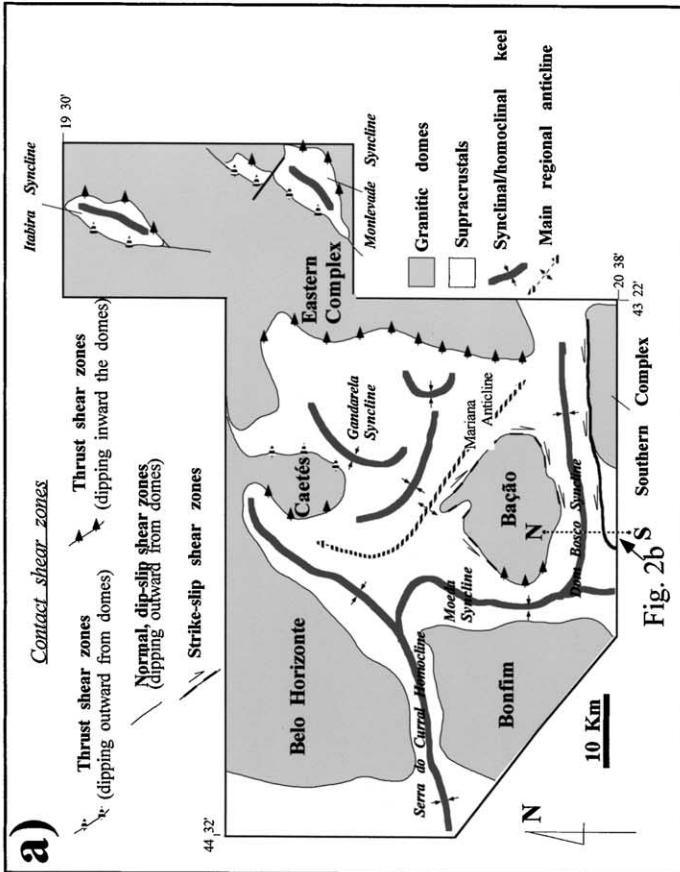 a)
Contact shear zones
Thrust shear zones
(dipping outward from domes)
Thrust shear zones
(dipping inward the domes)
Normal, dip-slip shear zones
(dipping outward from domes)
Strike-slip shear zones
44 32'
19 30'
Itabira Syncline
Monlevade Syncline
Eastern
Complex
Belo Horizonte
Caetés
Gandarela
Syncline
Mariana
Anticline
Serra do Curral Homocline
Moeda
Syncline
Bação
N
Bonfim
Dom Bosco Syncline
S
Southern Complex
Fig. 2b
20 38'
43 22'
10 Km
N
Granitic domes
Supracrustals
Synclinal/homoclinal keel
Main regional anticline